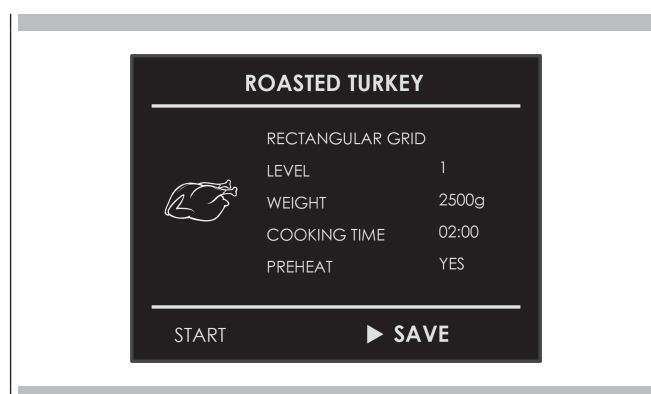 ROASTED TURKEY
RECTANGULAR GRID
LEVEL 1
WEIGHT 2500g
COOKING TIME 02:00
PREHEAT YES
START ▶ SAVE